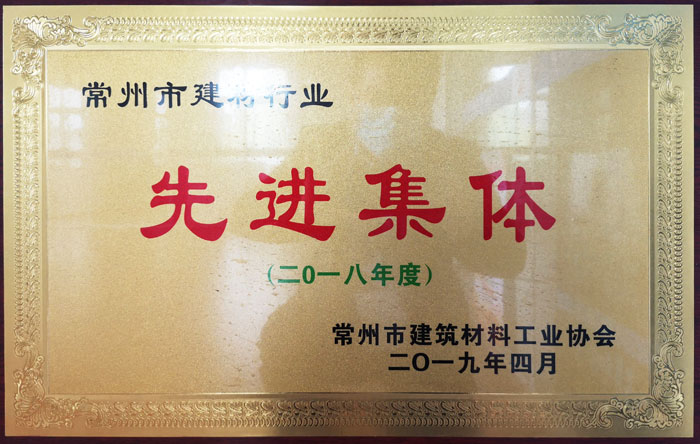 常州市建材行业
先进集体
(二0一八年度)
常州市建筑材料工业协会
二〇一九年四月